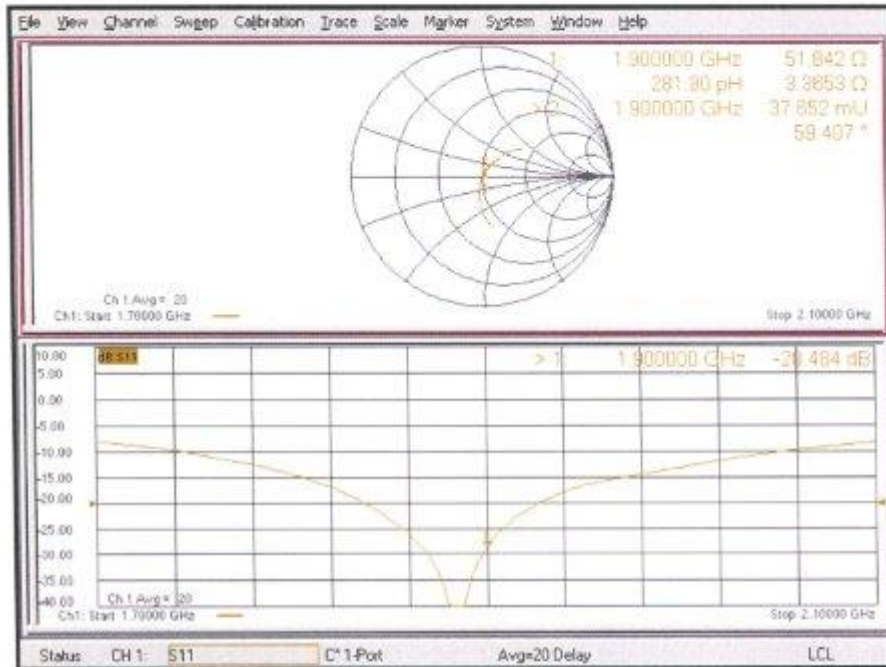 File View Channel Sweep Calibration Trace Scale Marker System Window Help
1: 1.900000 GHz 51.842 Ω
281.90 pH 3.3653 Ω
> 2: 1.900000 GHz 37.652 mU
59.407 °
Ch 1 Avg = 20
Ch1: Start 1.70000 GHz
Stop 2.10000 GHz
dB S11
> 1: 1.900000 GHz -28.484 dB
10.00
5.00
0.00
-5.00
-10.00
-15.00
-20.00
-25.00
-30.00
-35.00
-40.00
Ch 1 Avg = 20
Ch1: Start 1.70000 GHz
Stop 2.10000 GHz
Status CH 1: S11 C* 1-Port Avg=20 Delay LCL